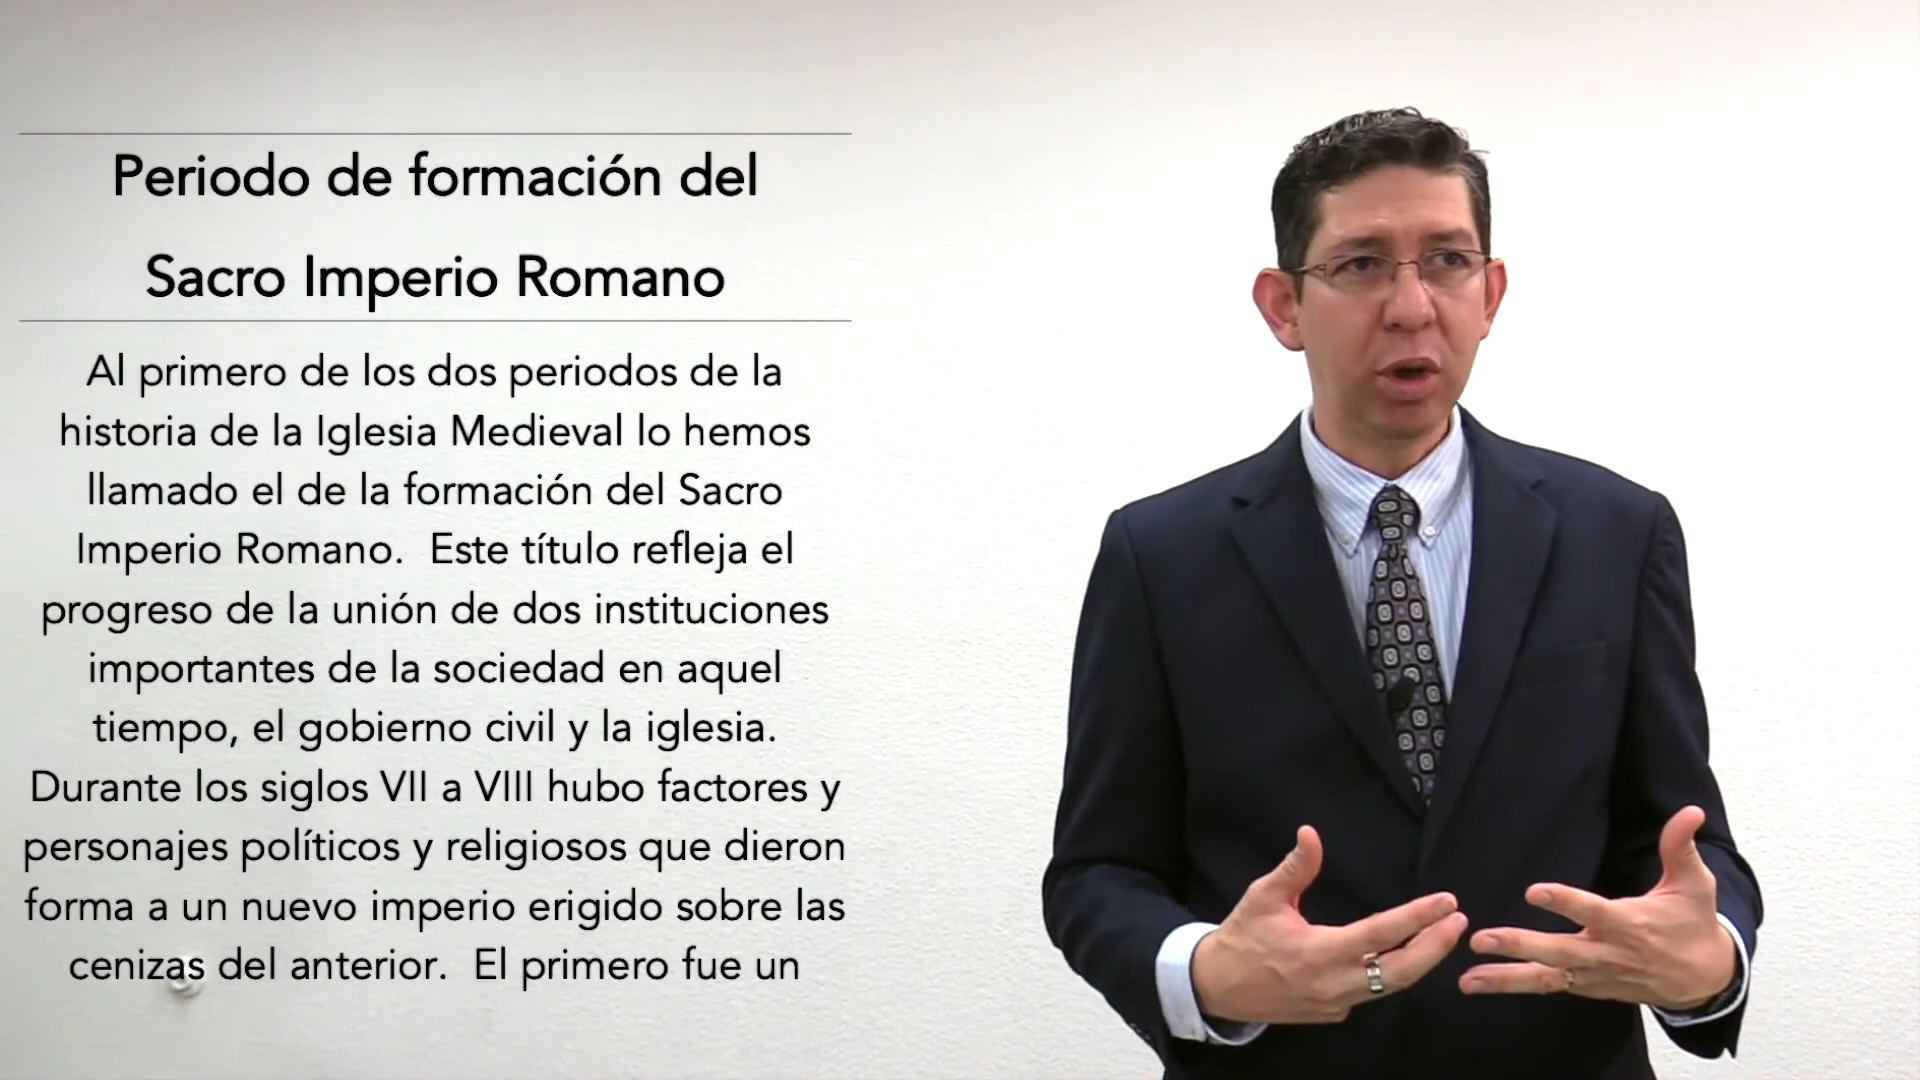 Periodo de formación del
Sacro Imperio Romano
Al primero de los dos periodos de la
historia de la Iglesia Medieval lo hemos
llamado el de la formación del Sacro
Imperio Romano.  Este título refleja el
progreso de la unión de dos instituciones
importantes de la sociedad en aquel
tiempo, el gobierno civil y la iglesia.
Durante los siglos VII a VIII hubo factores y
personajes políticos y religiosos que dieron
forma a un nuevo imperio erigido sobre las
cenizas del anterior.  El primero fue un